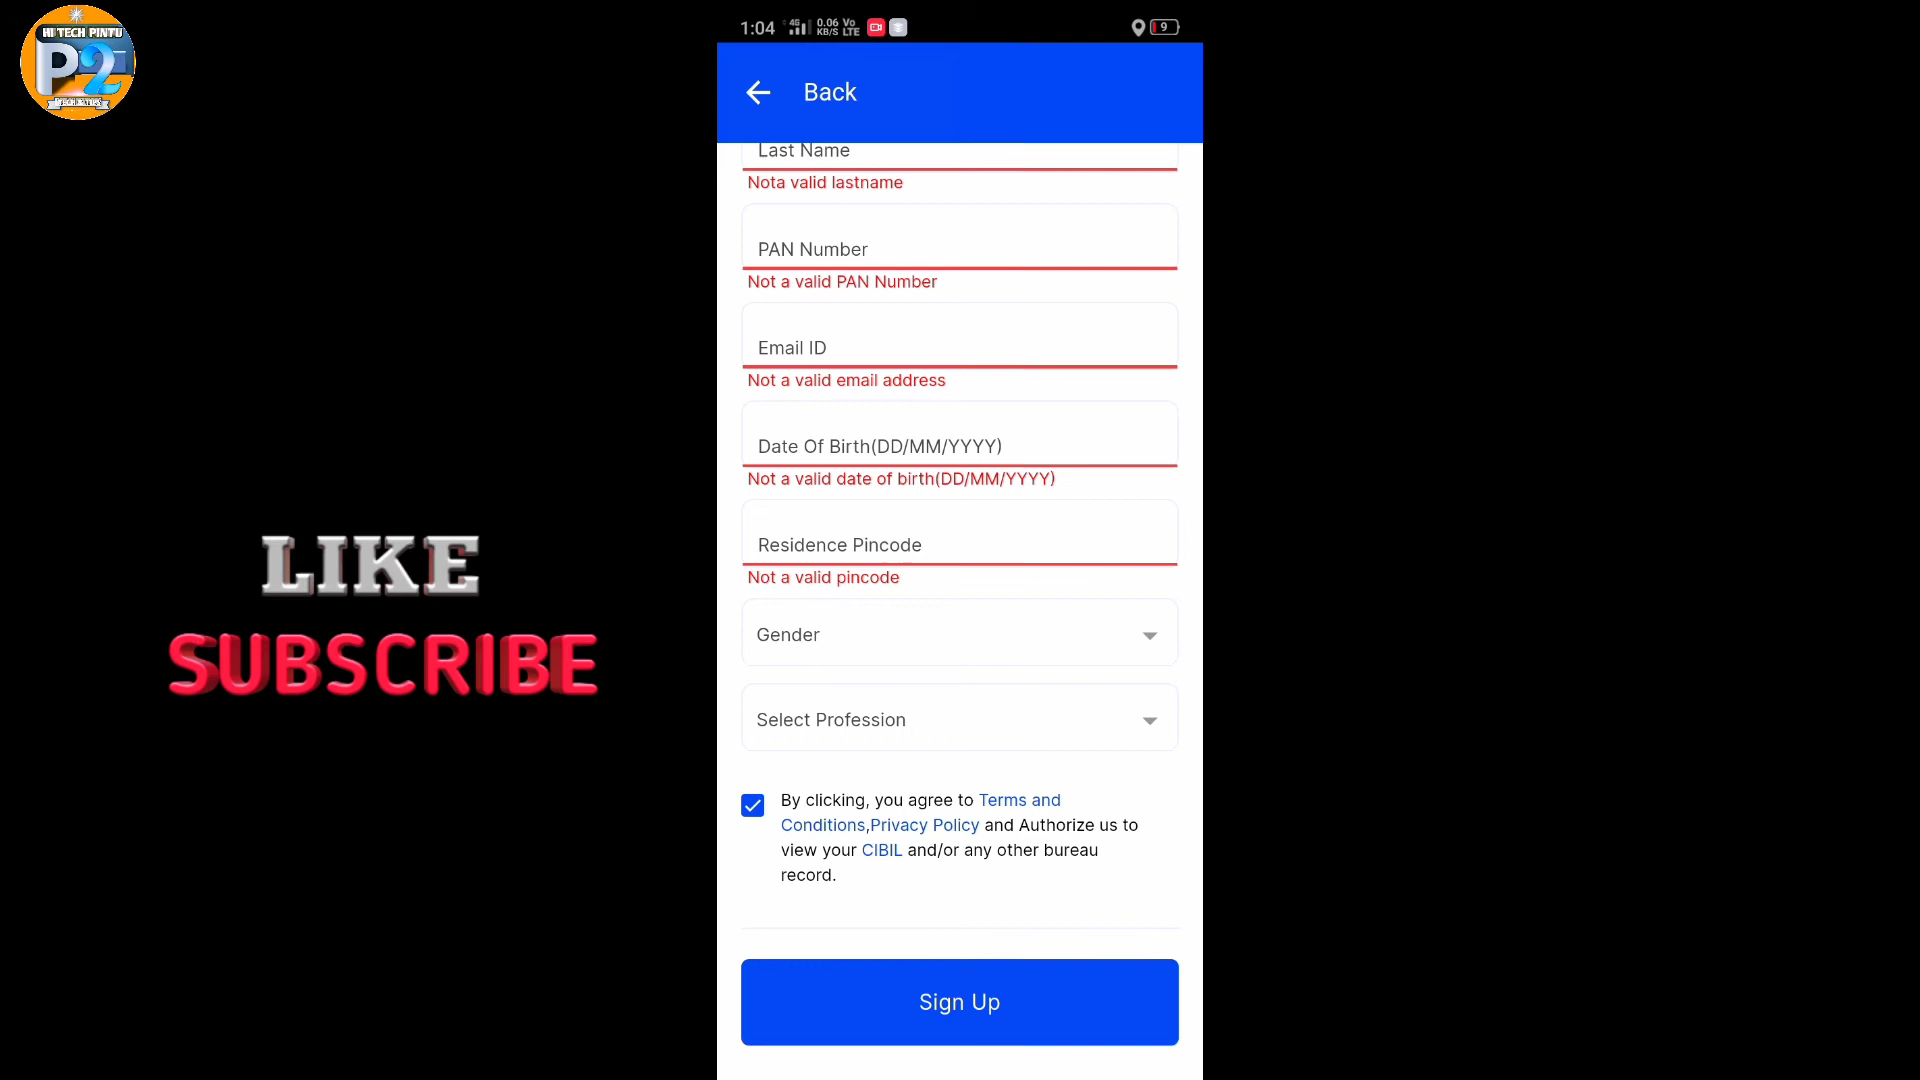 HI TECH PINTU
P2
1:04 4G 0.06 KB/S Vo LTE 9
Back
Last Name
Nota valid lastname
PAN Number
Not a valid PAN Number
Email ID
Not a valid email address
Date Of Birth(DD/MM/YYYY)
Not a valid date of birth(DD/MM/YYYY)
Residence Pincode
Not a valid pincode
Gender
Select Profession
By clicking, you agree to Terms and
Conditions,Privacy Policy and Authorize us to
view your CIBIL and/or any other bureau
record.
Sign Up
LIKE
SUBSCRIBE